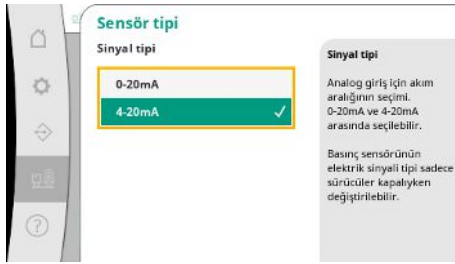 Sensör tipi
Sinyal tipi
0-20mA
4-20mA
Sinyal tipi
Analog giriş için akım
aralığının seçimi.
0-20mA ve 4-20mA
arasında seçilebilir.
Basınç sensörünün
elektrik sinyali tipi sadece
sürücüler kapalıyken
değiştirilebilir.